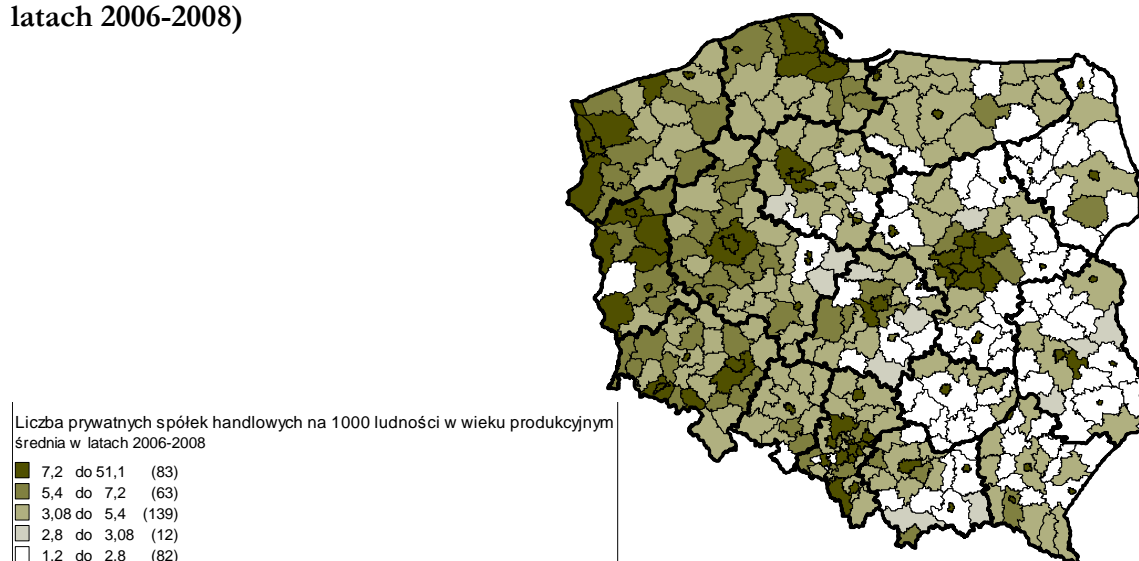 latach 2006-2008)
Liczba prywatnych spółek handlowych na 1000 ludności w wieku produkcyjnym
średnia w latach 2006-2008
7,2 do 51,1 (83)
5,4 do 7,2 (63)
3,08 do 5,4 (139)
2,8 do 3,08 (12)
1,2 do 2,8 (82)